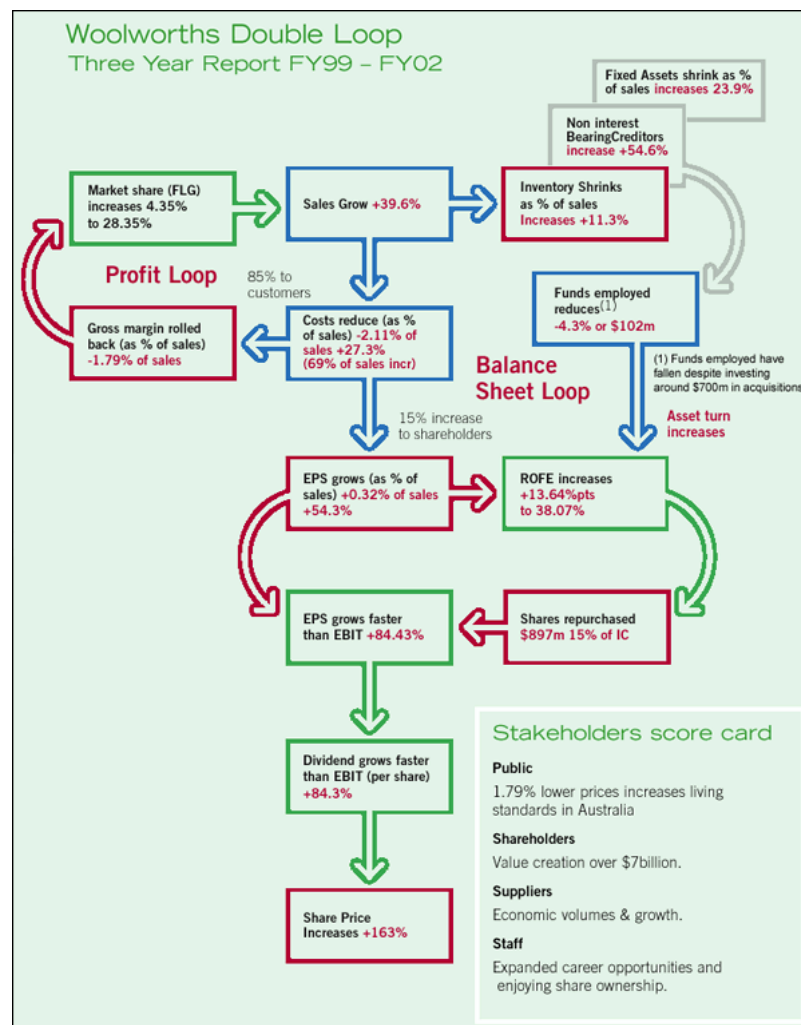 Woolworths Double Loop
Three Year Report FY99 – FY02
Fixed Assets shrink as %
of sales increases 23.9%
Non interest
BearingCreditors
increase +54.6%
Market share (FLG)
increases 4.35%
to 28.35%
Sales Grow +39.6%
Inventory Shrinks
as % of sales
Increases +11.3%
Profit Loop
85% to
customers
Gross margin rolled
back (as % of sales)
-1.79% of sales
Costs reduce (as %
of sales) -2.11% of
sales +27.3%
(69% of sales incr)
Funds employed
reduces(1)
-4.3% or $102m
Balance
Sheet Loop
(1) Funds employed have
fallen despite investing
around $700m in acquisitions
Asset turn
increases
15% increase
to shareholders
EPS grows (as % of
sales) +0.32% of sales
+54.3%
ROFE increases
+13.64%pts
to 38.07%
EPS grows faster
than EBIT +84.43%
Shares repurchased
$897m 15% of IC
Dividend grows faster
than EBIT (per share)
+84.3%
Share Price
Increases +163%
Stakeholders score card
Public
1.79% lower prices increases living
standards in Australia
Shareholders
Value creation over $7billion.
Suppliers
Economic volumes & growth.
Staff
Expanded career opportunities and
enjoying share ownership.